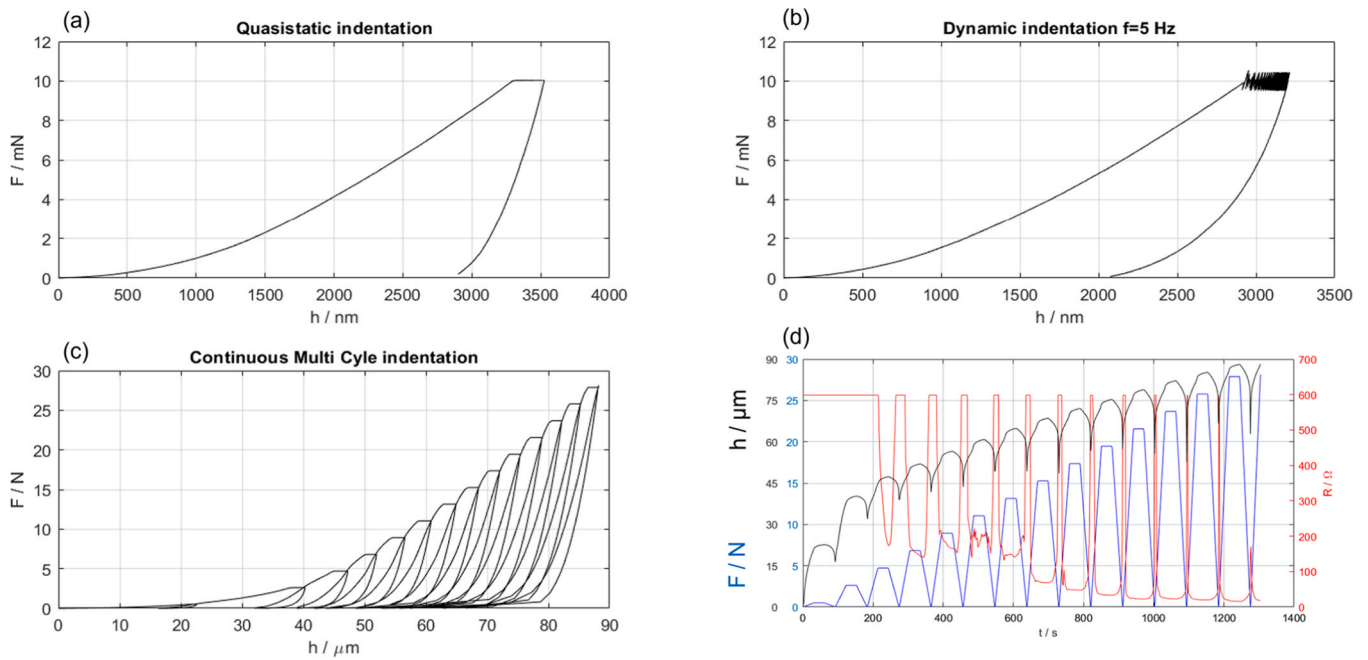 (a)
Quasistatic indentation
12
10
8
6
4
2
0
F / mN
0 500 1000 1500 2000 2500 3000 3500 4000
h / nm
(b)
Dynamic indentation f=5 Hz
12
10
8
6
4
2
0
F / mN
0 500 1000 1500 2000 2500 3000 3500
h / nm
(c)
Continuous Multi Cyle indentation
30
25
20
15
10
5
0
F / N
0 10 20 30 40 50 60 70 80 90
h / μm
(d)
90 30 700
600
75 25
500
60 20
400
45 15
300
30 10
200
15 5
100
0 0 0
h / μm
F / N
R / Ω
0 200 400 600 800 1000 1200 1400
t / s